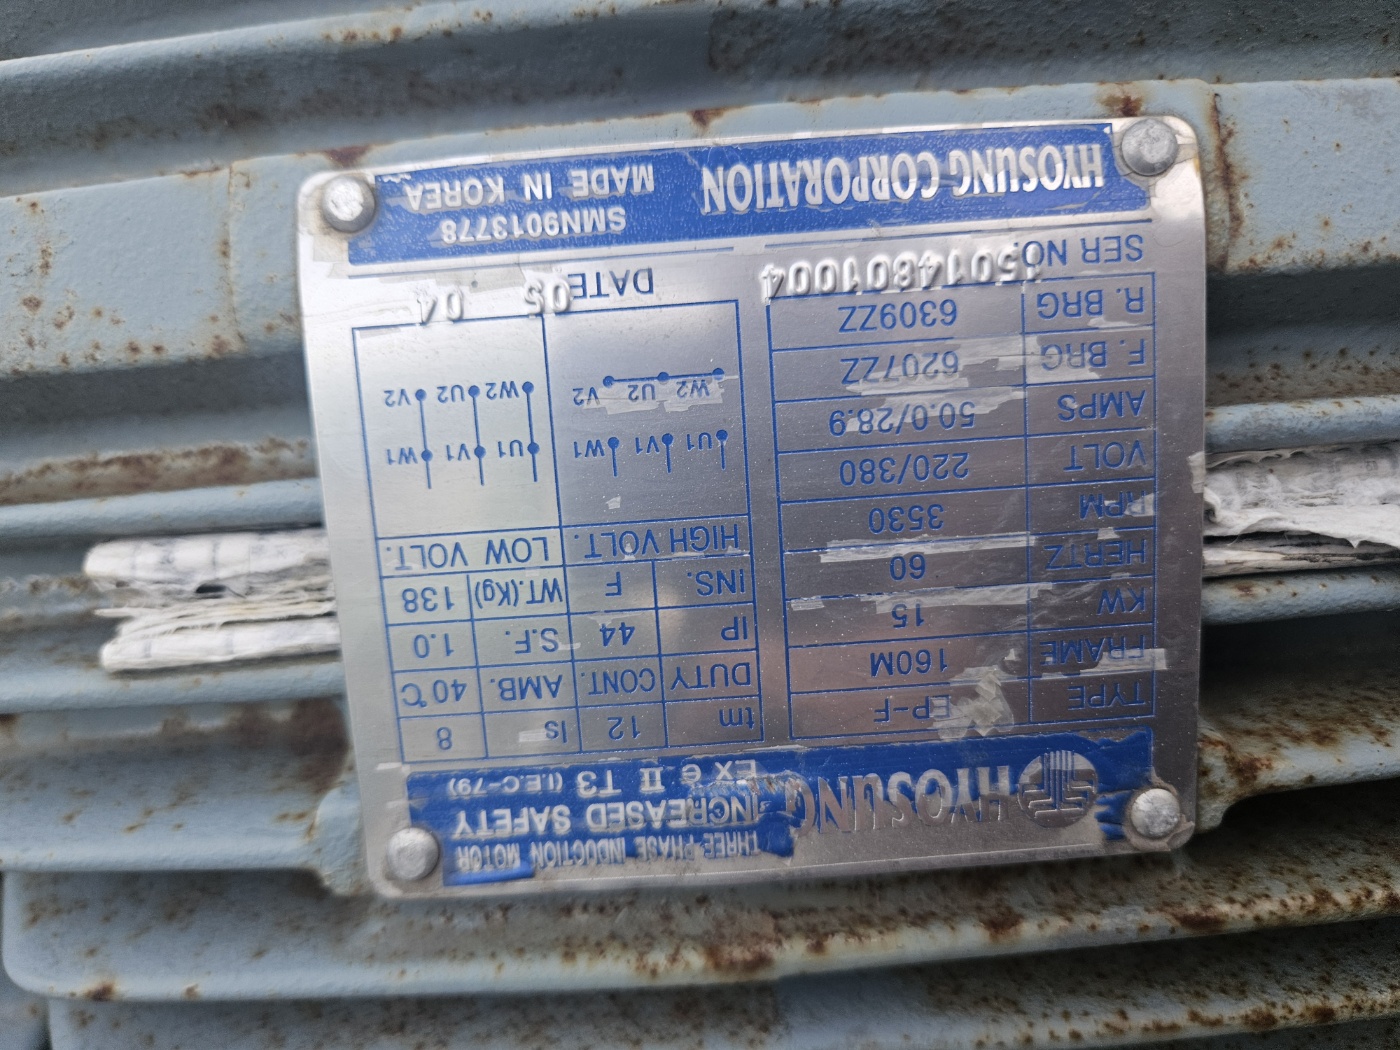 HYOSUNG
THREE PHASE INDUCTION MOTOR
INCREASED SAFETY
Ex e II T3 (I.E.C-79)
TYPE EP-F
FRAME 160M
KW 15
HERTZ 60
RPM 3530
VOLT 220/380
AMPS 50.0/28.9
F. BRG 6207ZZ
R. BRG 6309ZZ
SER NO. 15014801004
tm 12 Is 8
DUTY CONT. AMB. 40℃
IP 44 S.F. 1.0
INS. F WT.(Kg) 138
HIGH VOLT. LOW VOLT.
U1 V1 W1 U1 V1 W1
W2 U2 V2 W2 U2 V2
DATE 05 04
HYOSUNG CORPORATION
MADE IN KOREA
SMN9013778